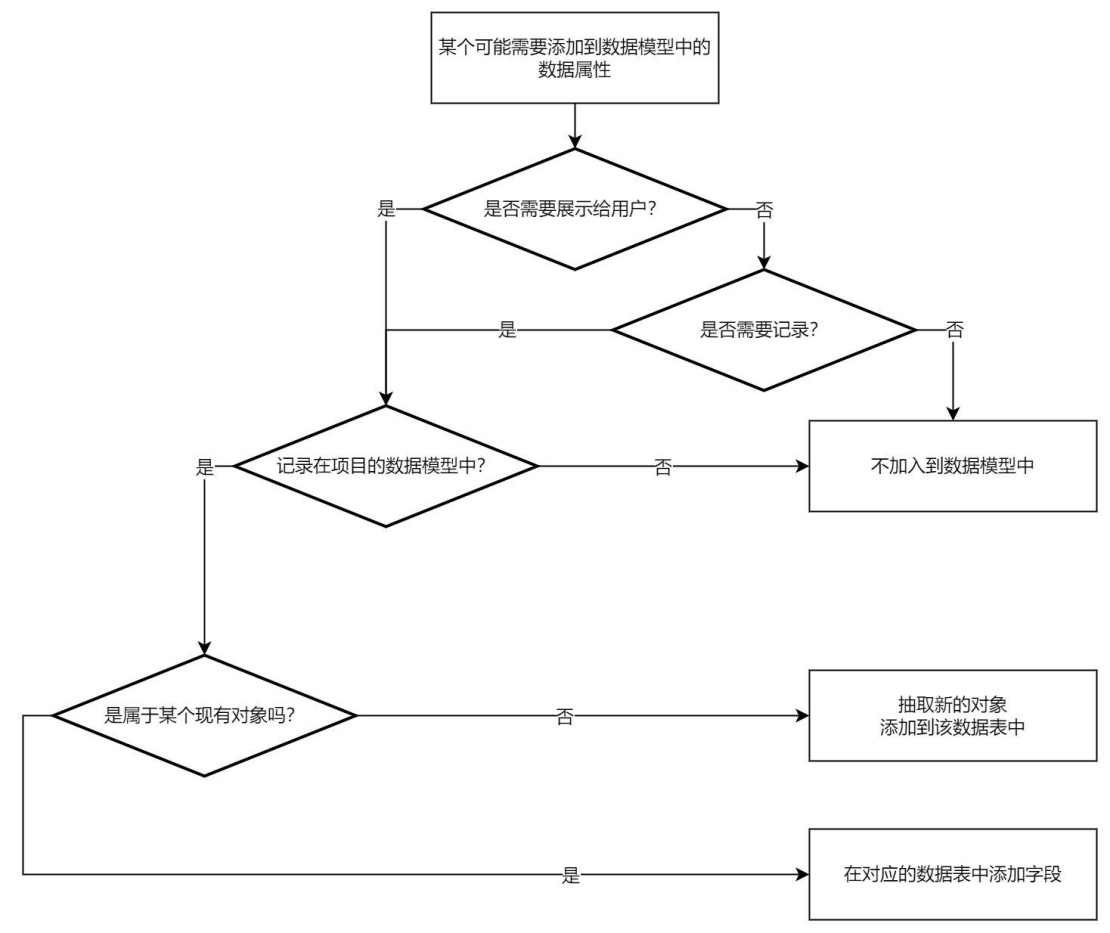 某个可能需要添加到数据模型中的
数据属性
是否需要展示给用户?
是
否
是否需要记录?
是
否
记录在项目的数据模型中?
是
否
不加入到数据模型中
是属于某个现有对象吗?
否
抽取新的对象
添加到该数据表中
是
在对应的数据表中添加字段